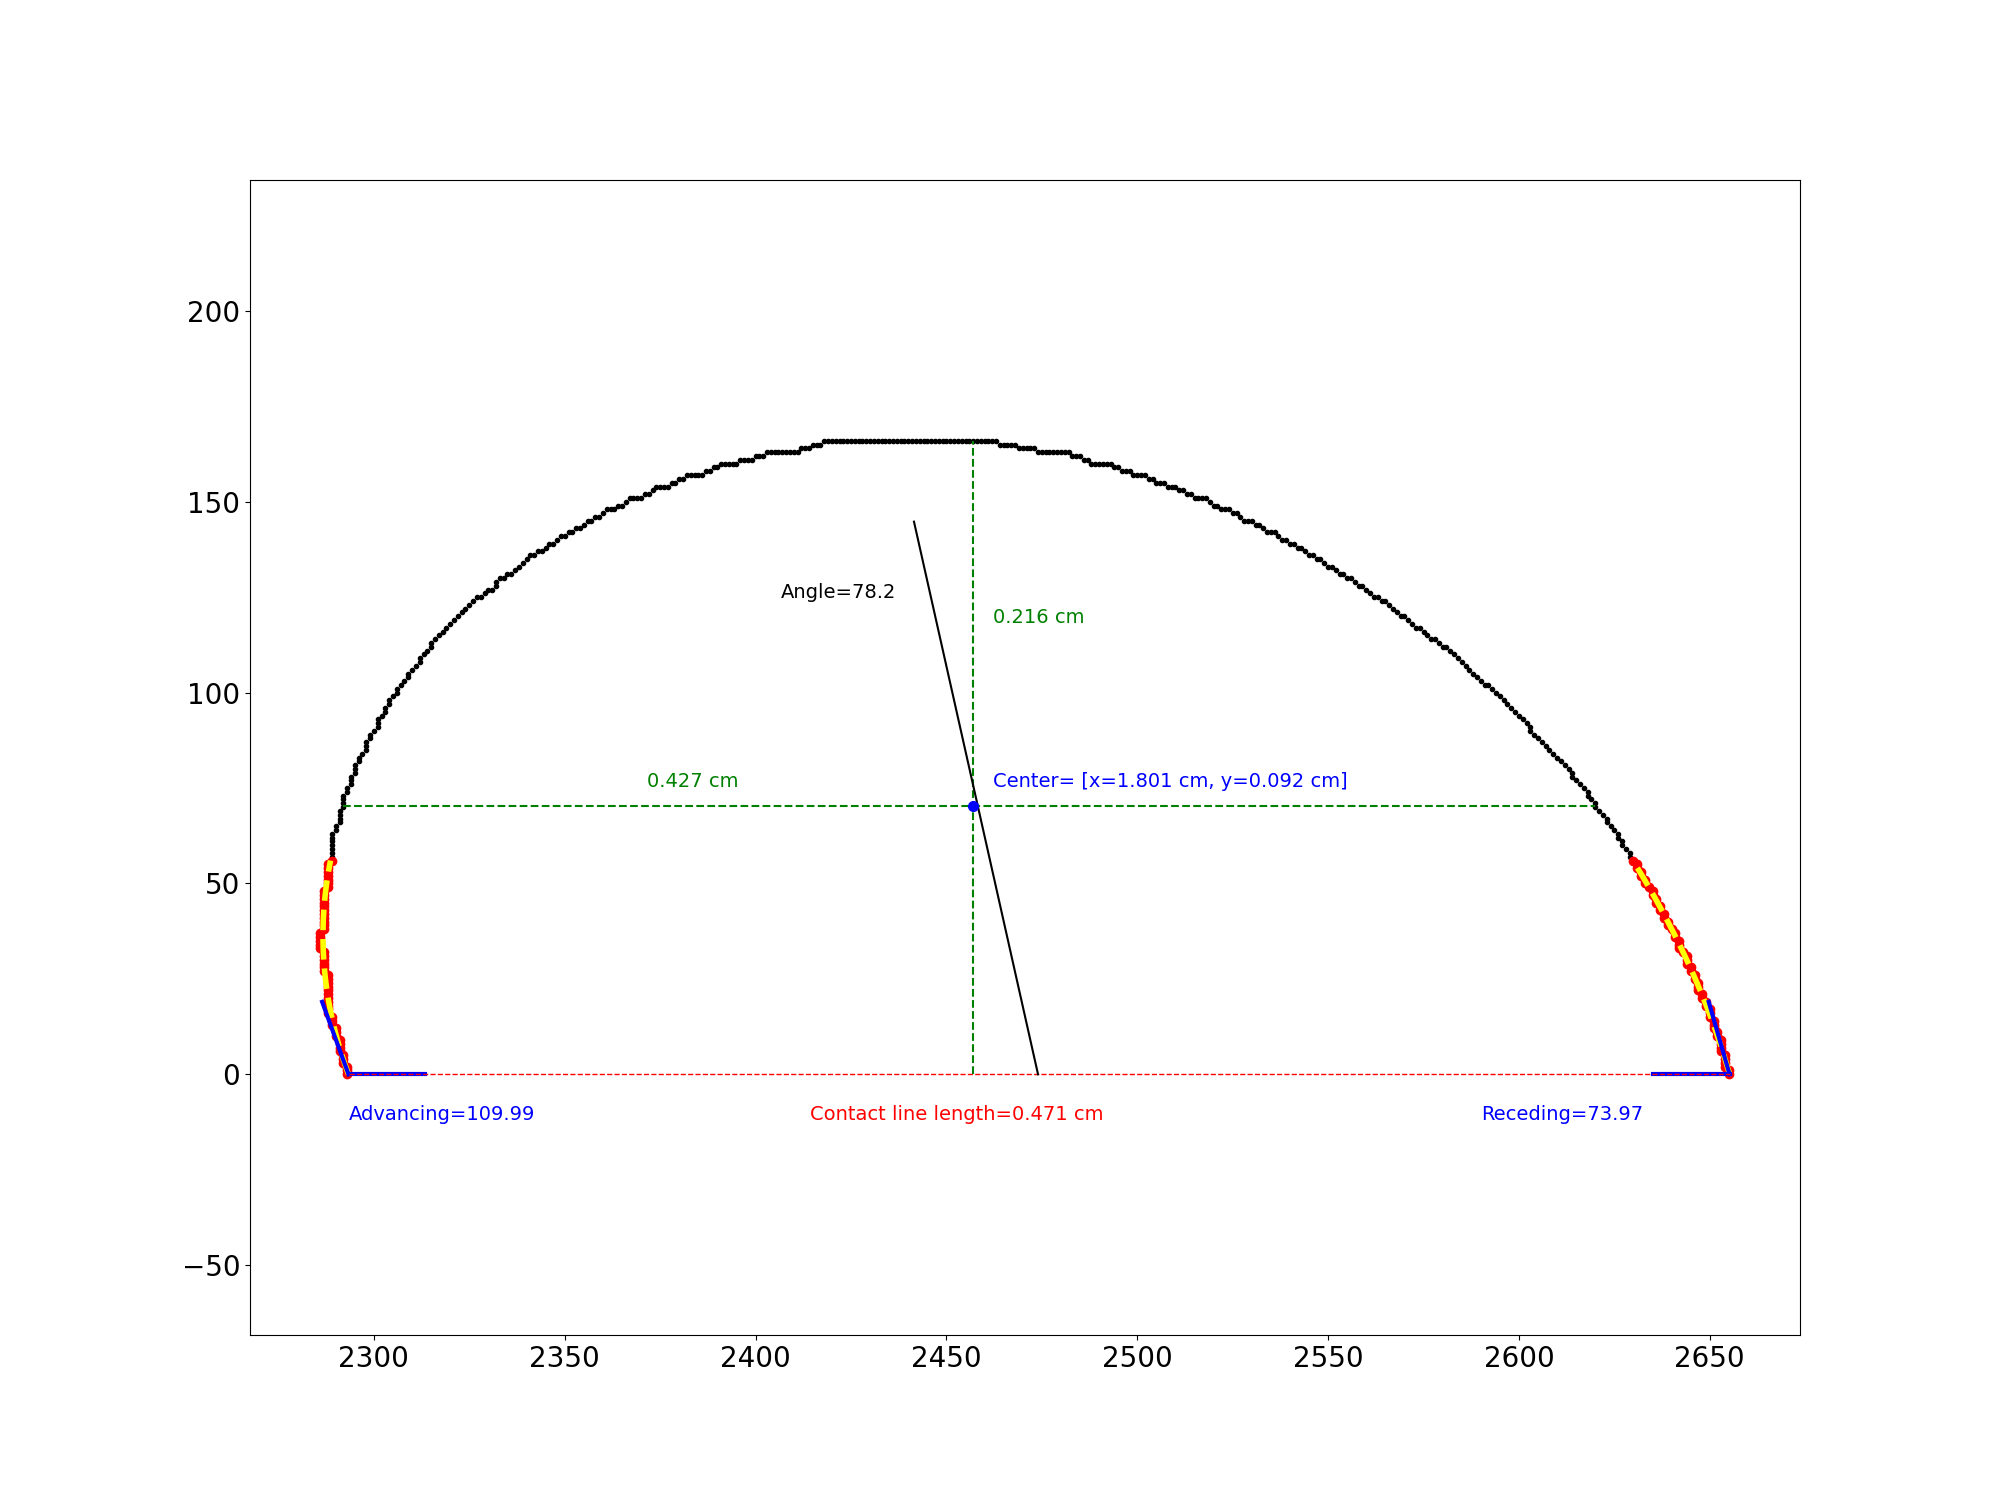 200
150
100
50
0
−50
Angle=78.2
0.216 cm
0.427 cm
Center= [x=1.801 cm, y=0.092 cm]
Advancing=109.99
Contact line length=0.471 cm
Receding=73.97
2300 2350 2400 2450 2500 2550 2600 2650